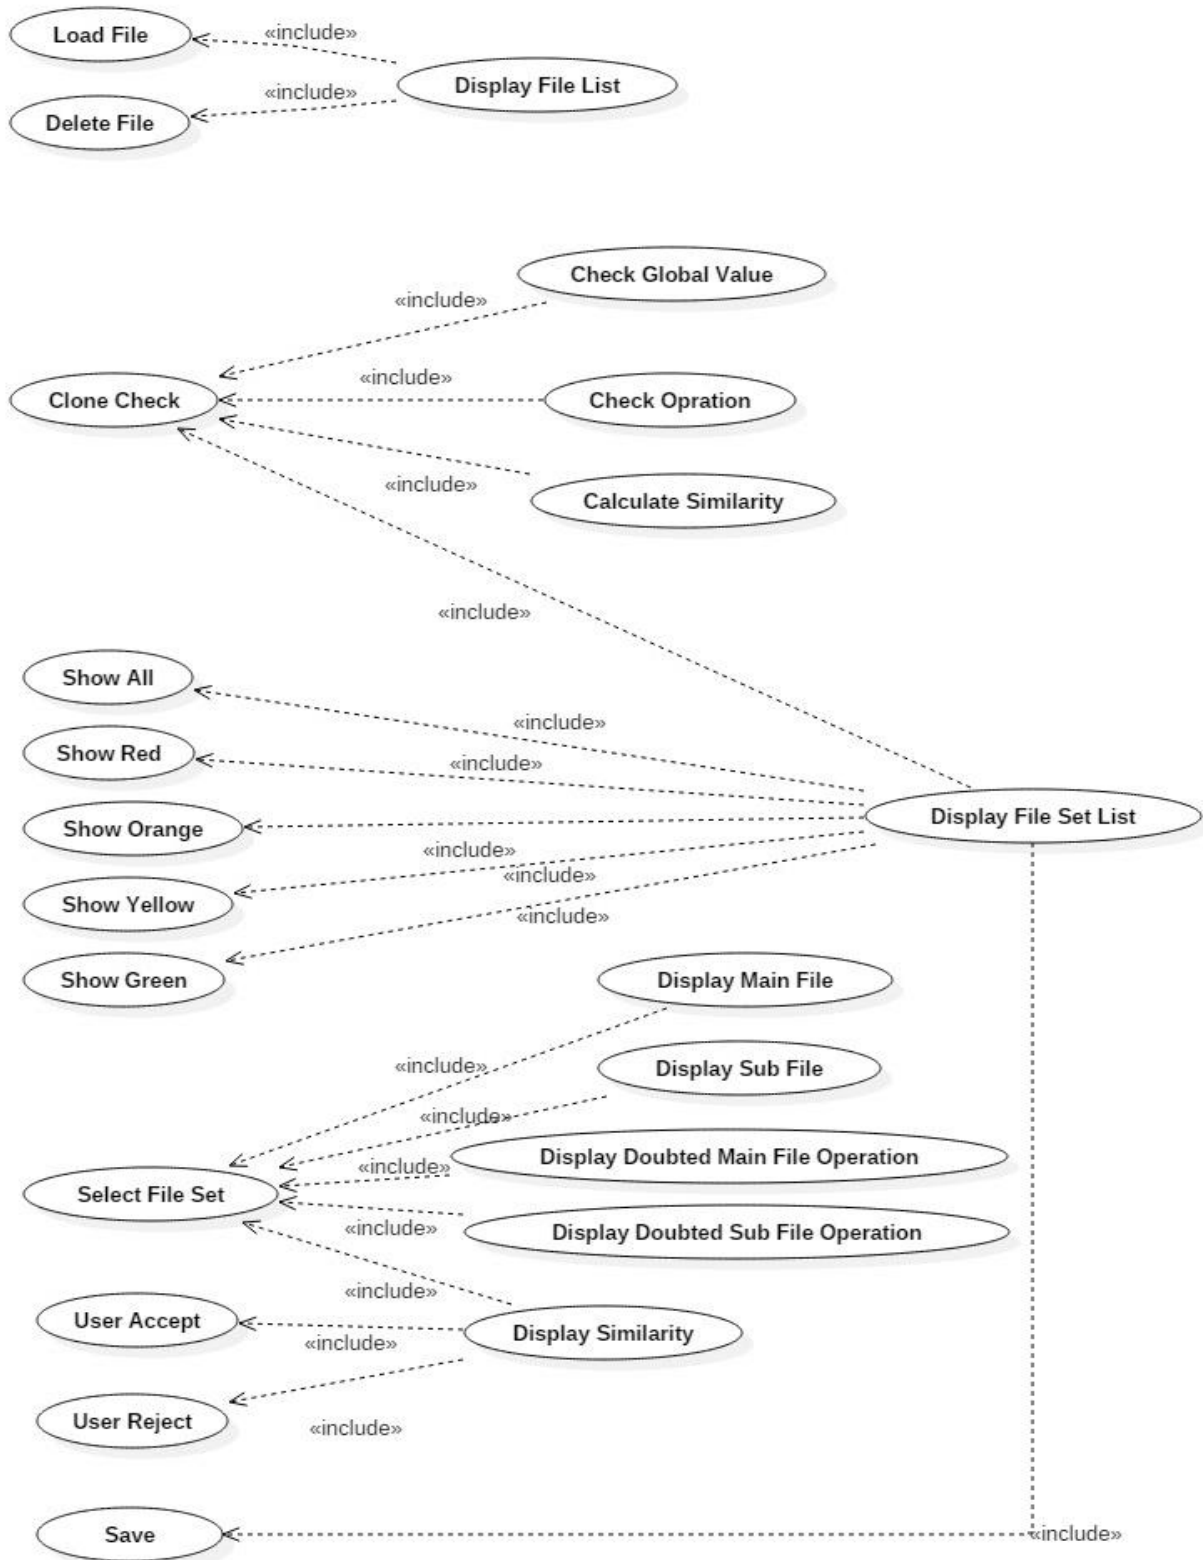 Load File
«include»
Display File List
«include»
Delete File
Check Global Value
«include»
«include»
Clone Check
Check Opration
«include»
Calculate Similarity
«include»
Show All
«include»
Show Red
«include»
Display File Set List
Show Orange
«include»
«include»
Show Yellow
«include»
Show Green
Display Main File
«include»
Display Sub File
«include»
Display Doubted Main File Operation
«include»
Select File Set
«include»
Display Doubted Sub File Operation
«include»
User Accept
Display Similarity
«include»
User Reject
«include»
Save
«include»